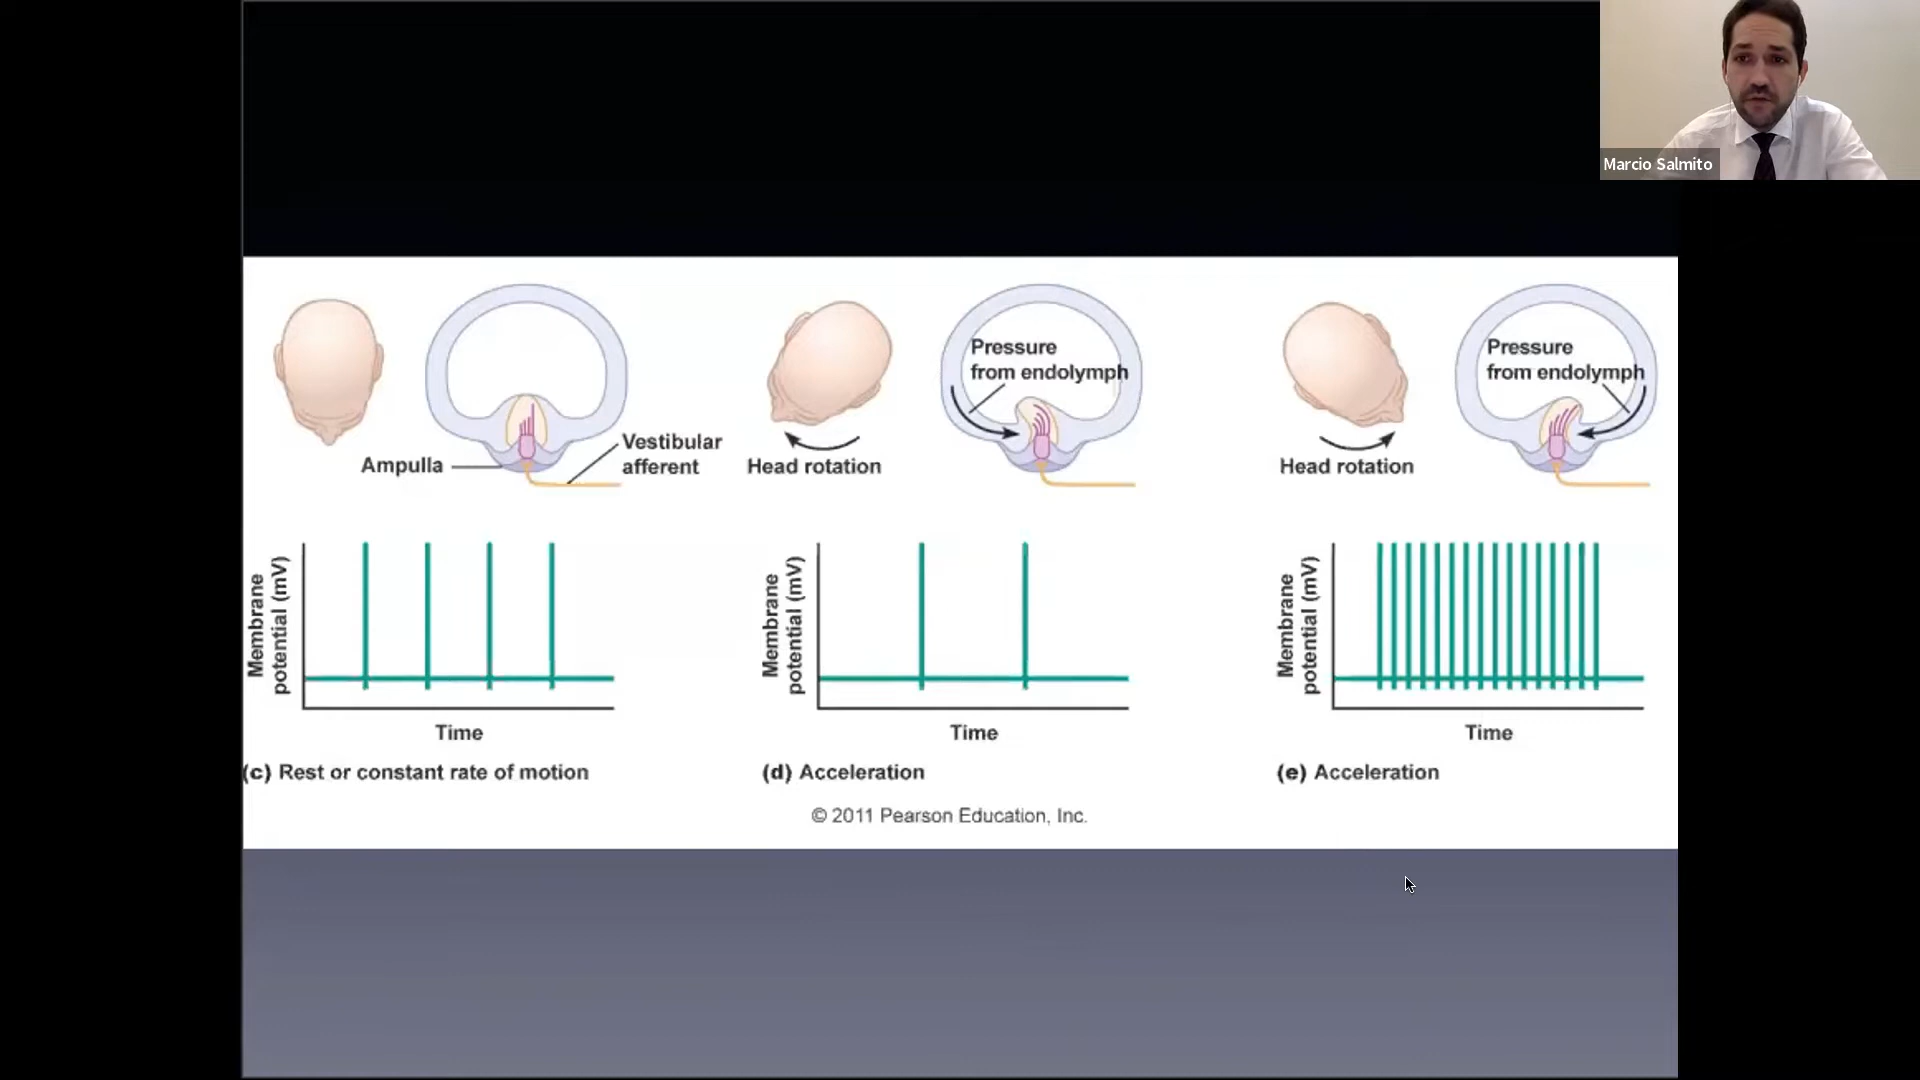 Marcio Salmito
Ampulla
Vestibular
afferent
Membrane
potential (mV)
Time
(c) Rest or constant rate of motion
Head rotation
Pressure
from endolymph
Membrane
potential (mV)
Time
(d) Acceleration
Head rotation
Pressure
from endolymph
Membrane
potential (mV)
Time
(e) Acceleration
© 2011 Pearson Education, Inc.